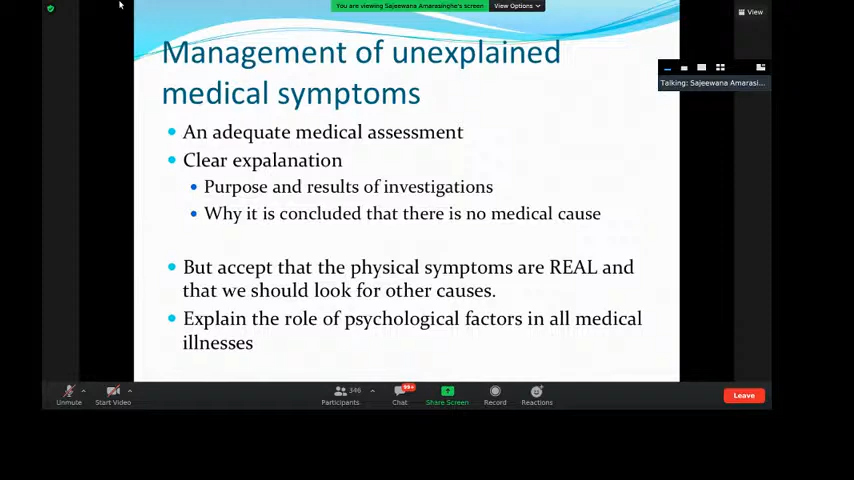 You are viewing Sajeewana Amarasinghe's screen
View Options
View
Management of unexplained
medical symptoms
Talking: Sajeewana Amarasi...
An adequate medical assessment
Clear expalanation
Purpose and results of investigations
Why it is concluded that there is no medical cause
But accept that the physical symptoms are REAL and
that we should look for other causes.
Explain the role of psychological factors in all medical
illnesses
346
99+
Unmute
Start Video
Participants
Chat
Share Screen
Record
Reactions
Leave